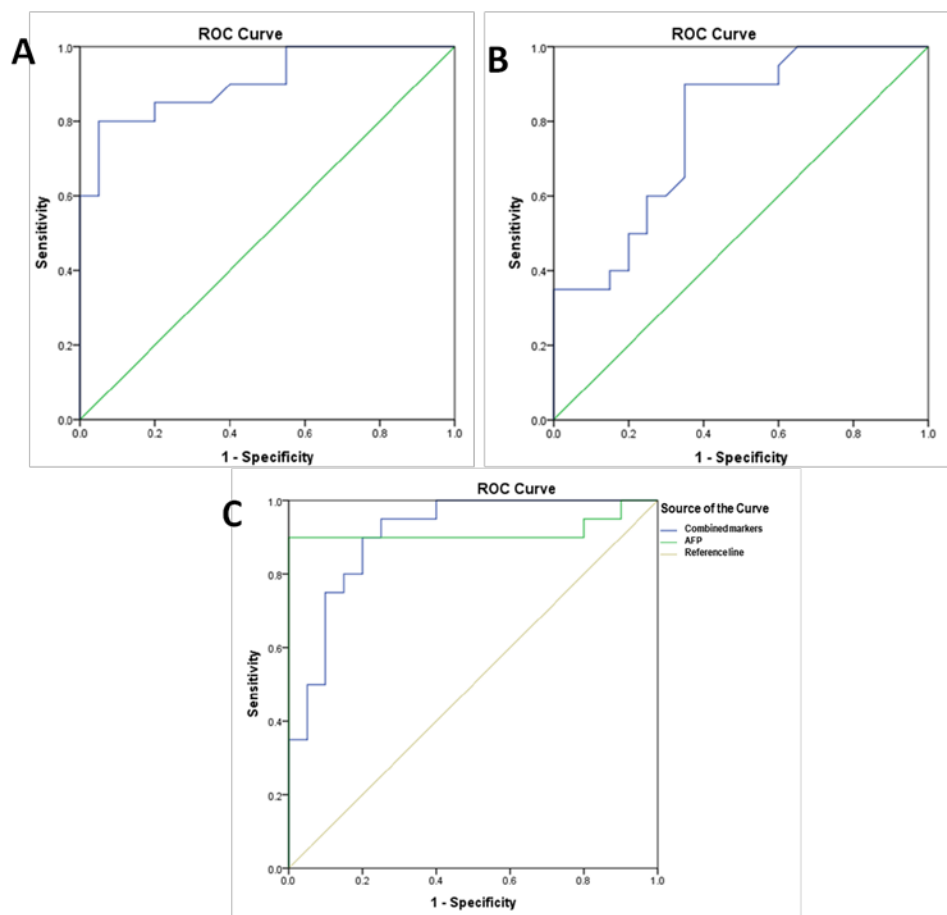 A
ROC Curve
1.0
0.8
0.6
0.4
0.2
0.0
Sensitivity
0.0 0.2 0.4 0.6 0.8 1.0
1 - Specificity
B
ROC Curve
1.0
0.8
0.6
0.4
0.2
0.0
Sensitivity
0.0 0.2 0.4 0.6 0.8 1.0
1 - Specificity
C
ROC Curve
1.0
0.8
0.6
0.4
0.2
0.0
Sensitivity
0.0 0.2 0.4 0.6 0.8 1.0
1 - Specificity
Source of the Curve
Combined markers
AFP
Reference line